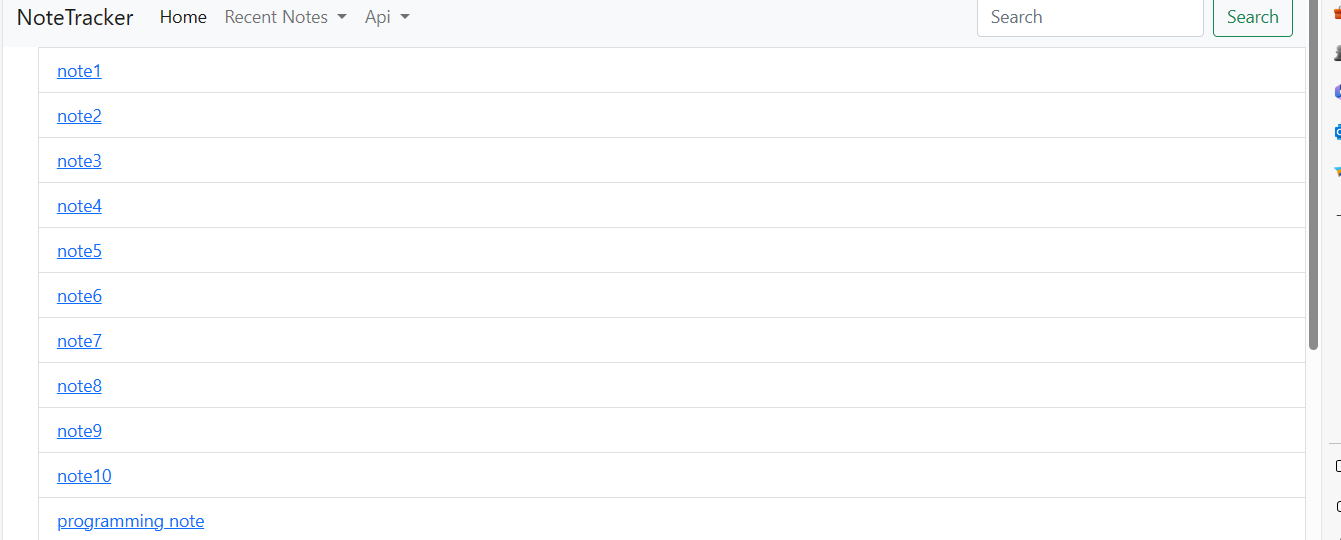 NoteTracker Home Recent Notes Api Search Search
note1
note2
note3
note4
note5
note6
note7
note8
note9
note10
programming note